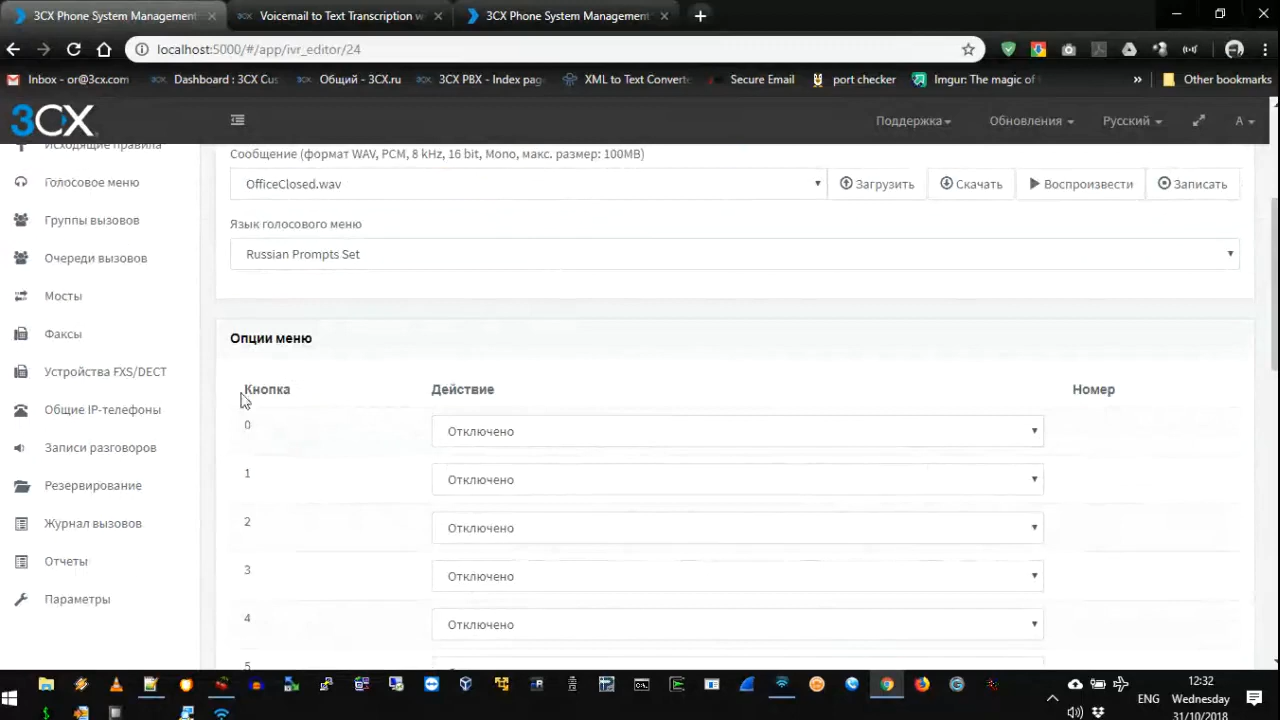 3CX Phone System Management
Voicemail to Text Transcription w
3CX Phone System Management
localhost:5000/#/app/ivr_editor/24
Inbox - or@3cx.com
Dashboard : 3CX Cus
Общий - 3CX.ru
3CX PBX - Index page
XML to Text Converte
Secure Email
port checker
Imgur: The magic of t
»
Other bookmarks
3CX
Поддержка
Обновления
Русский
A
Исходящие правила
Голосовое меню
Группы вызовов
Очереди вызовов
Мосты
Факсы
Устройства FXS/DECT
Общие IP-телефоны
Записи разговоров
Резервирование
Журнал вызовов
Отчеты
Параметры
Сообщение (формат WAV, PCM, 8 kHz, 16 bit, Mono, макс. размер: 100MB)
OfficeClosed.wav
Загрузить
Скачать
Воспроизвести
Записать
Язык голосового меню
Russian Prompts Set
Опции меню
Кнопка Действие Номер
0 Отключено
1 Отключено
2 Отключено
3 Отключено
4 Отключено
5
12:32
ENG Wednesday
31/10/2018